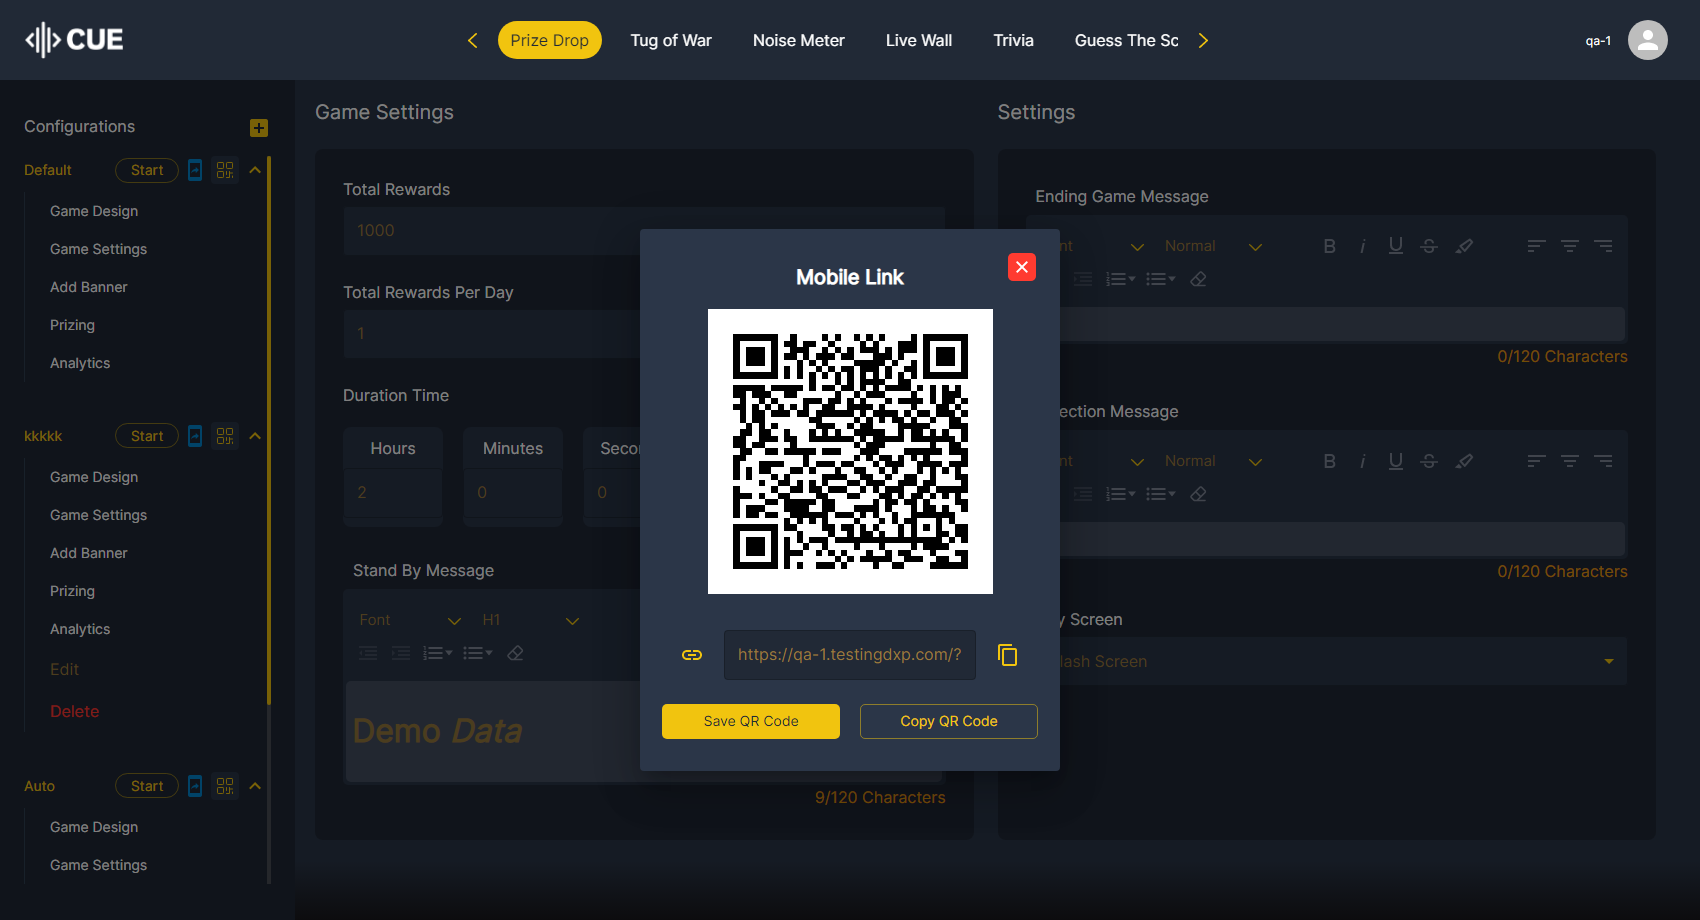 CUE
Prize Drop
Tug of War
Noise Meter
Live Wall
Trivia
Guess The Sc
qa-1
Configurations
Default
Start
Game Design
Game Settings
Add Banner
Prizing
Analytics
kkkkk
Start
Game Design
Game Settings
Add Banner
Prizing
Analytics
Edit
Delete
Auto
Start
Game Design
Game Settings
Game Settings
Total Rewards
1000
Total Rewards Per Day
1
Duration Time
Hours
Minutes
Secon
2
0
0
Stand By Message
Font
H1
Demo Data
9/120 Characters
Mobile Link
https://qa-1.testingdxp.com/?
Save QR Code
Copy QR Code
Settings
Ending Game Message
nt
Normal
0/120 Characters
ection Message
nt
Normal
0/120 Characters
y Screen
lash Screen